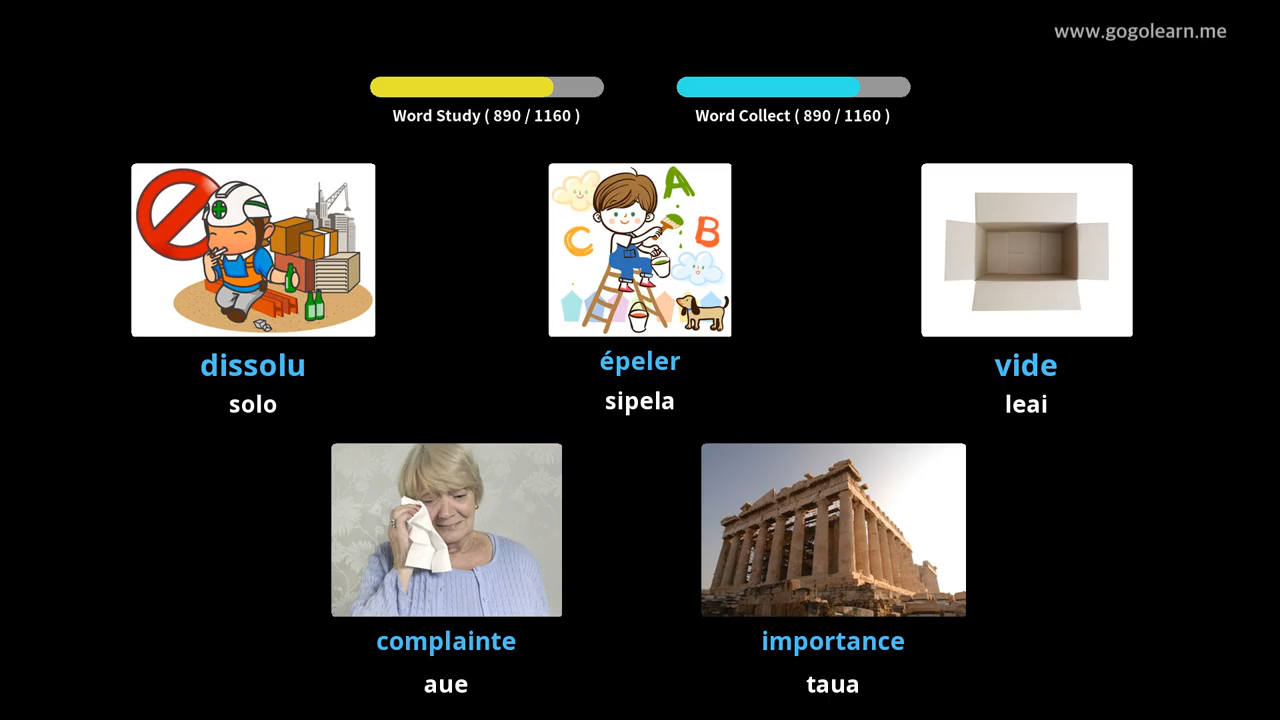 www.gogolearn.me
Word Study ( 890 / 1160 )
Word Collect ( 890 / 1160 )
A
B
C
dissolu
solo
épeler
sipela
vide
leai
complainte
aue
importance
taua